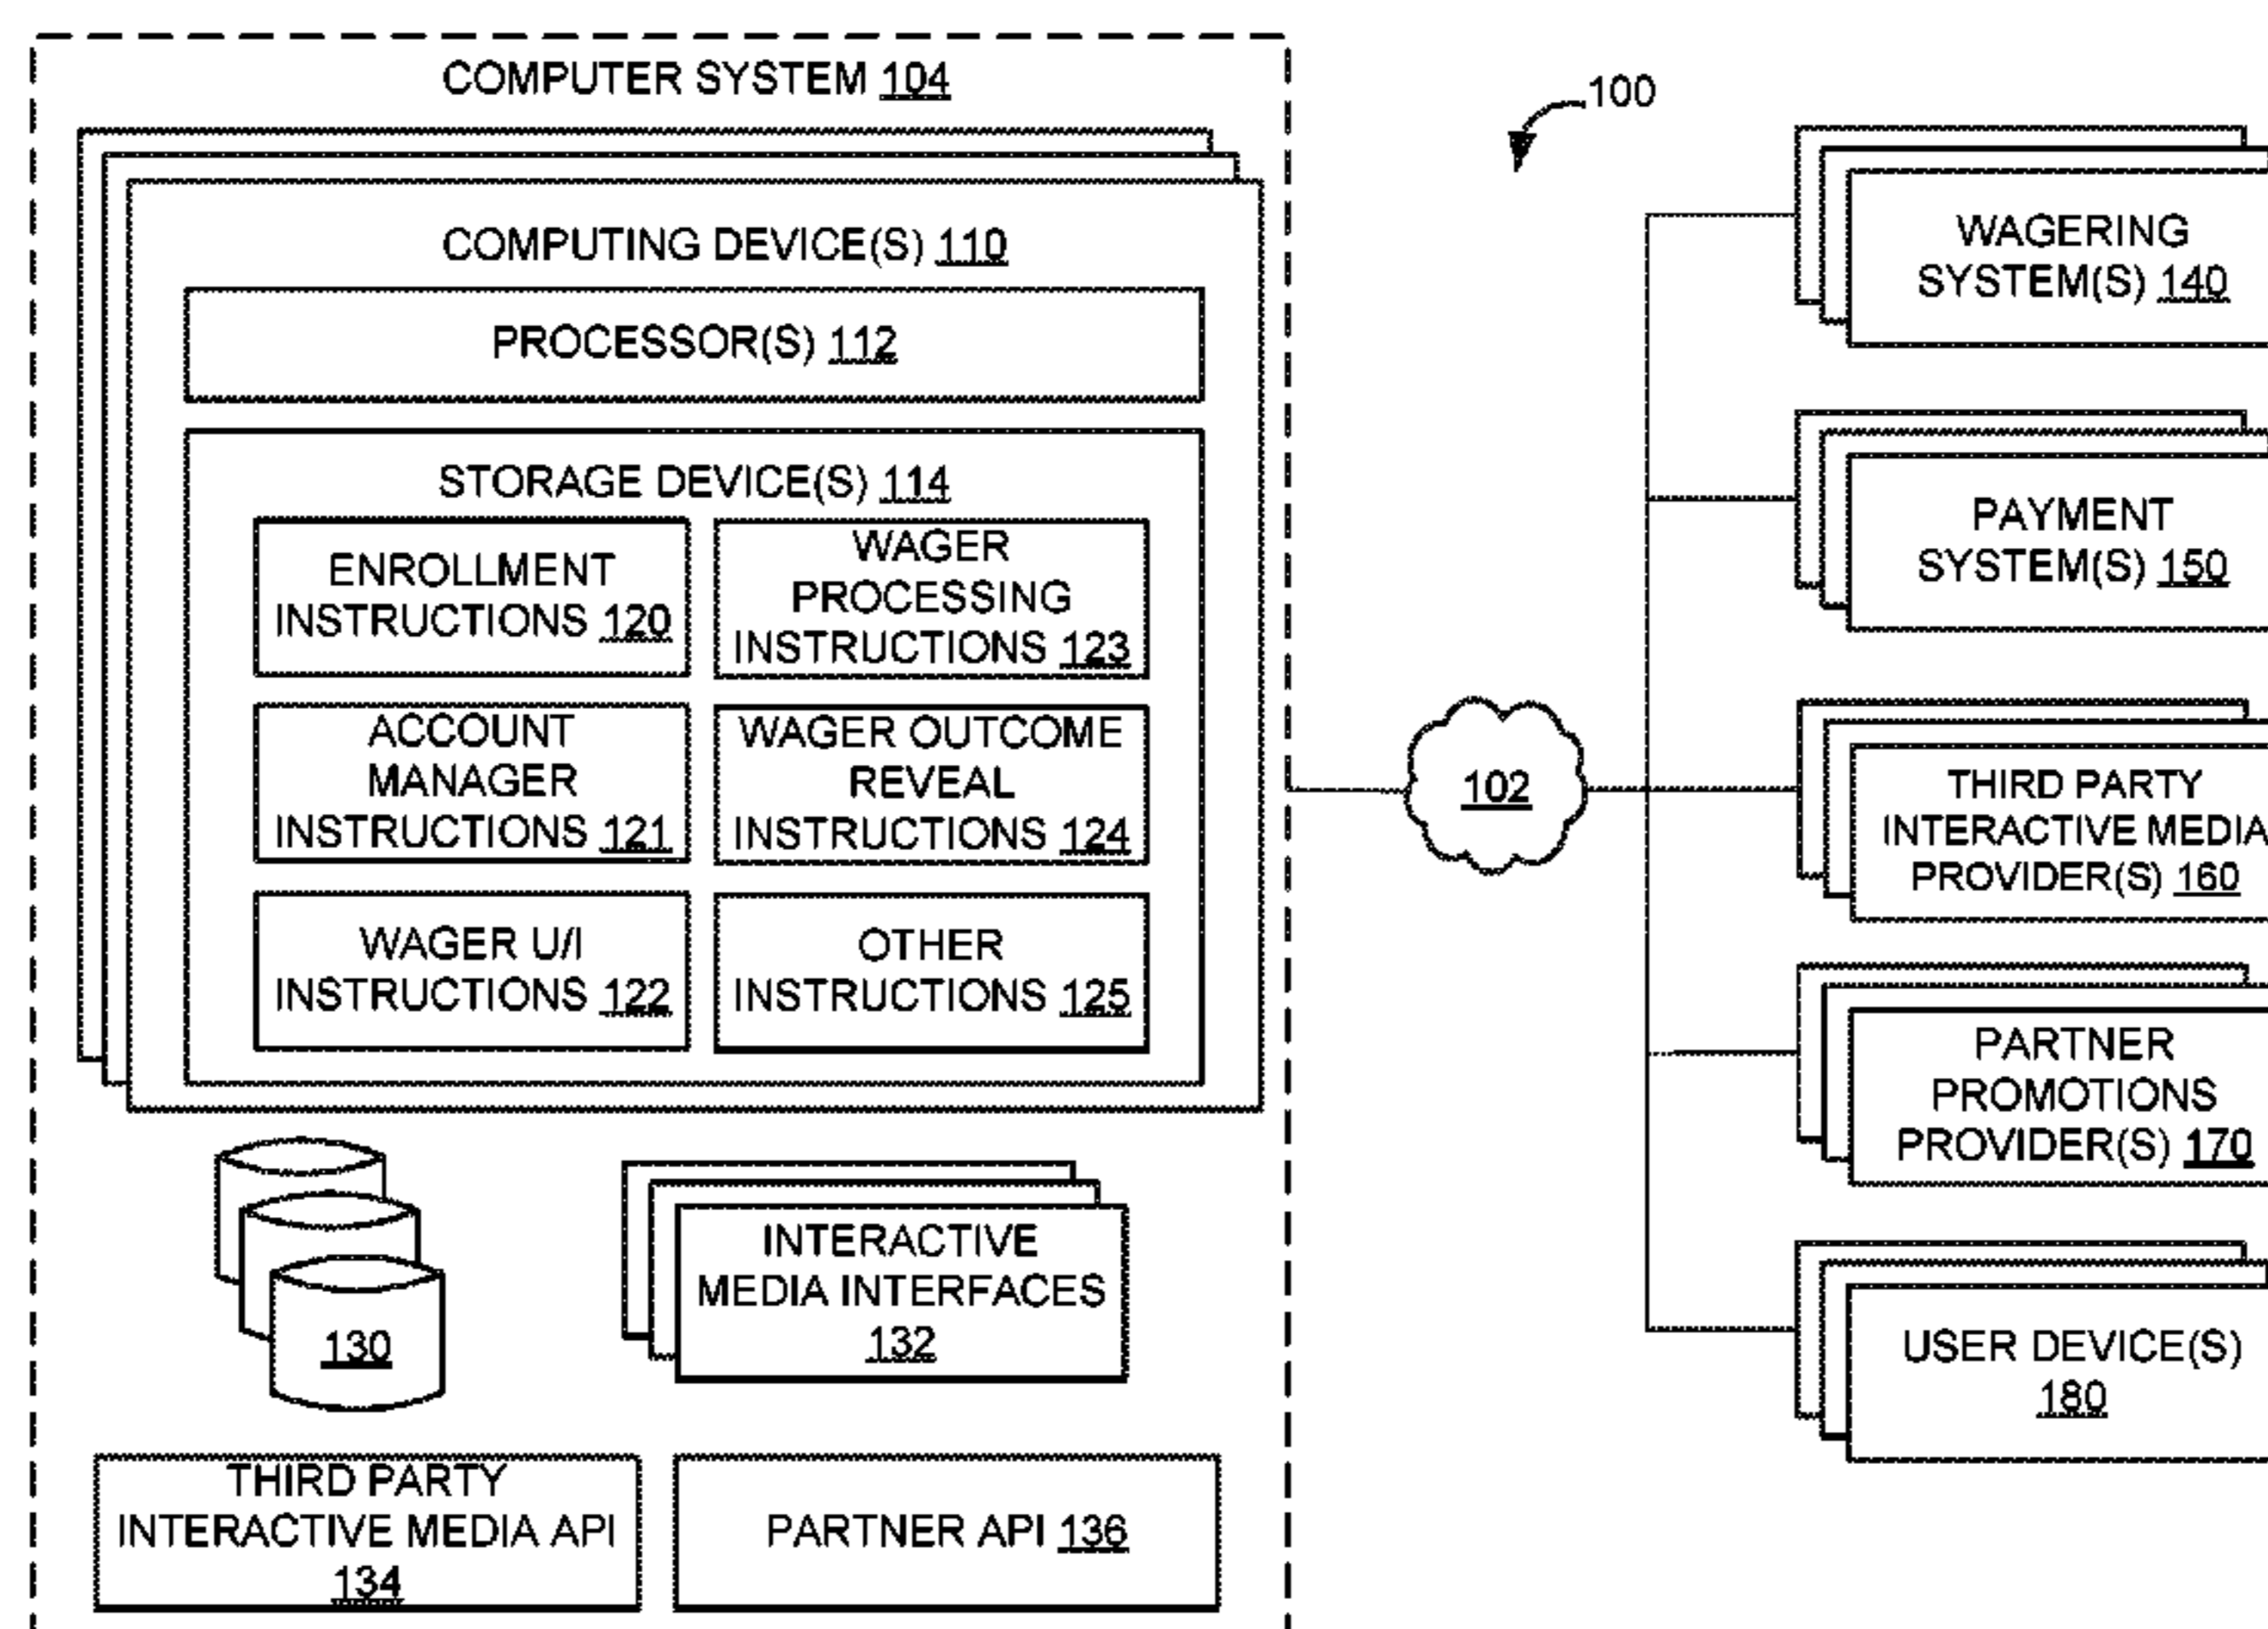 COMPUTER SYSTEM 104
100
COMPUTING DEVICE(S) 110
PROCESSOR(S) 112
STORAGE DEVICE(S) 114
ENROLLMENT
INSTRUCTIONS 120
WAGER
PROCESSING
INSTRUCTIONS 123
ACCOUNT
MANAGER
INSTRUCTIONS 121
WAGER OUTCOME
REVEAL
INSTRUCTIONS 124
WAGER U/I
INSTRUCTIONS 122
OTHER
INSTRUCTIONS 125
130
INTERACTIVE
MEDIA INTERFACES
132
THIRD PARTY
INTERACTIVE MEDIA API
134
PARTNER API 136
102
WAGERING
SYSTEM(S) 140
PAYMENT
SYSTEM(S) 150
THIRD PARTY
INTERACTIVE MEDIA
PROVIDER(S) 160
PARTNER
PROMOTIONS
PROVIDER(S) 170
USER DEVICE(S)
180